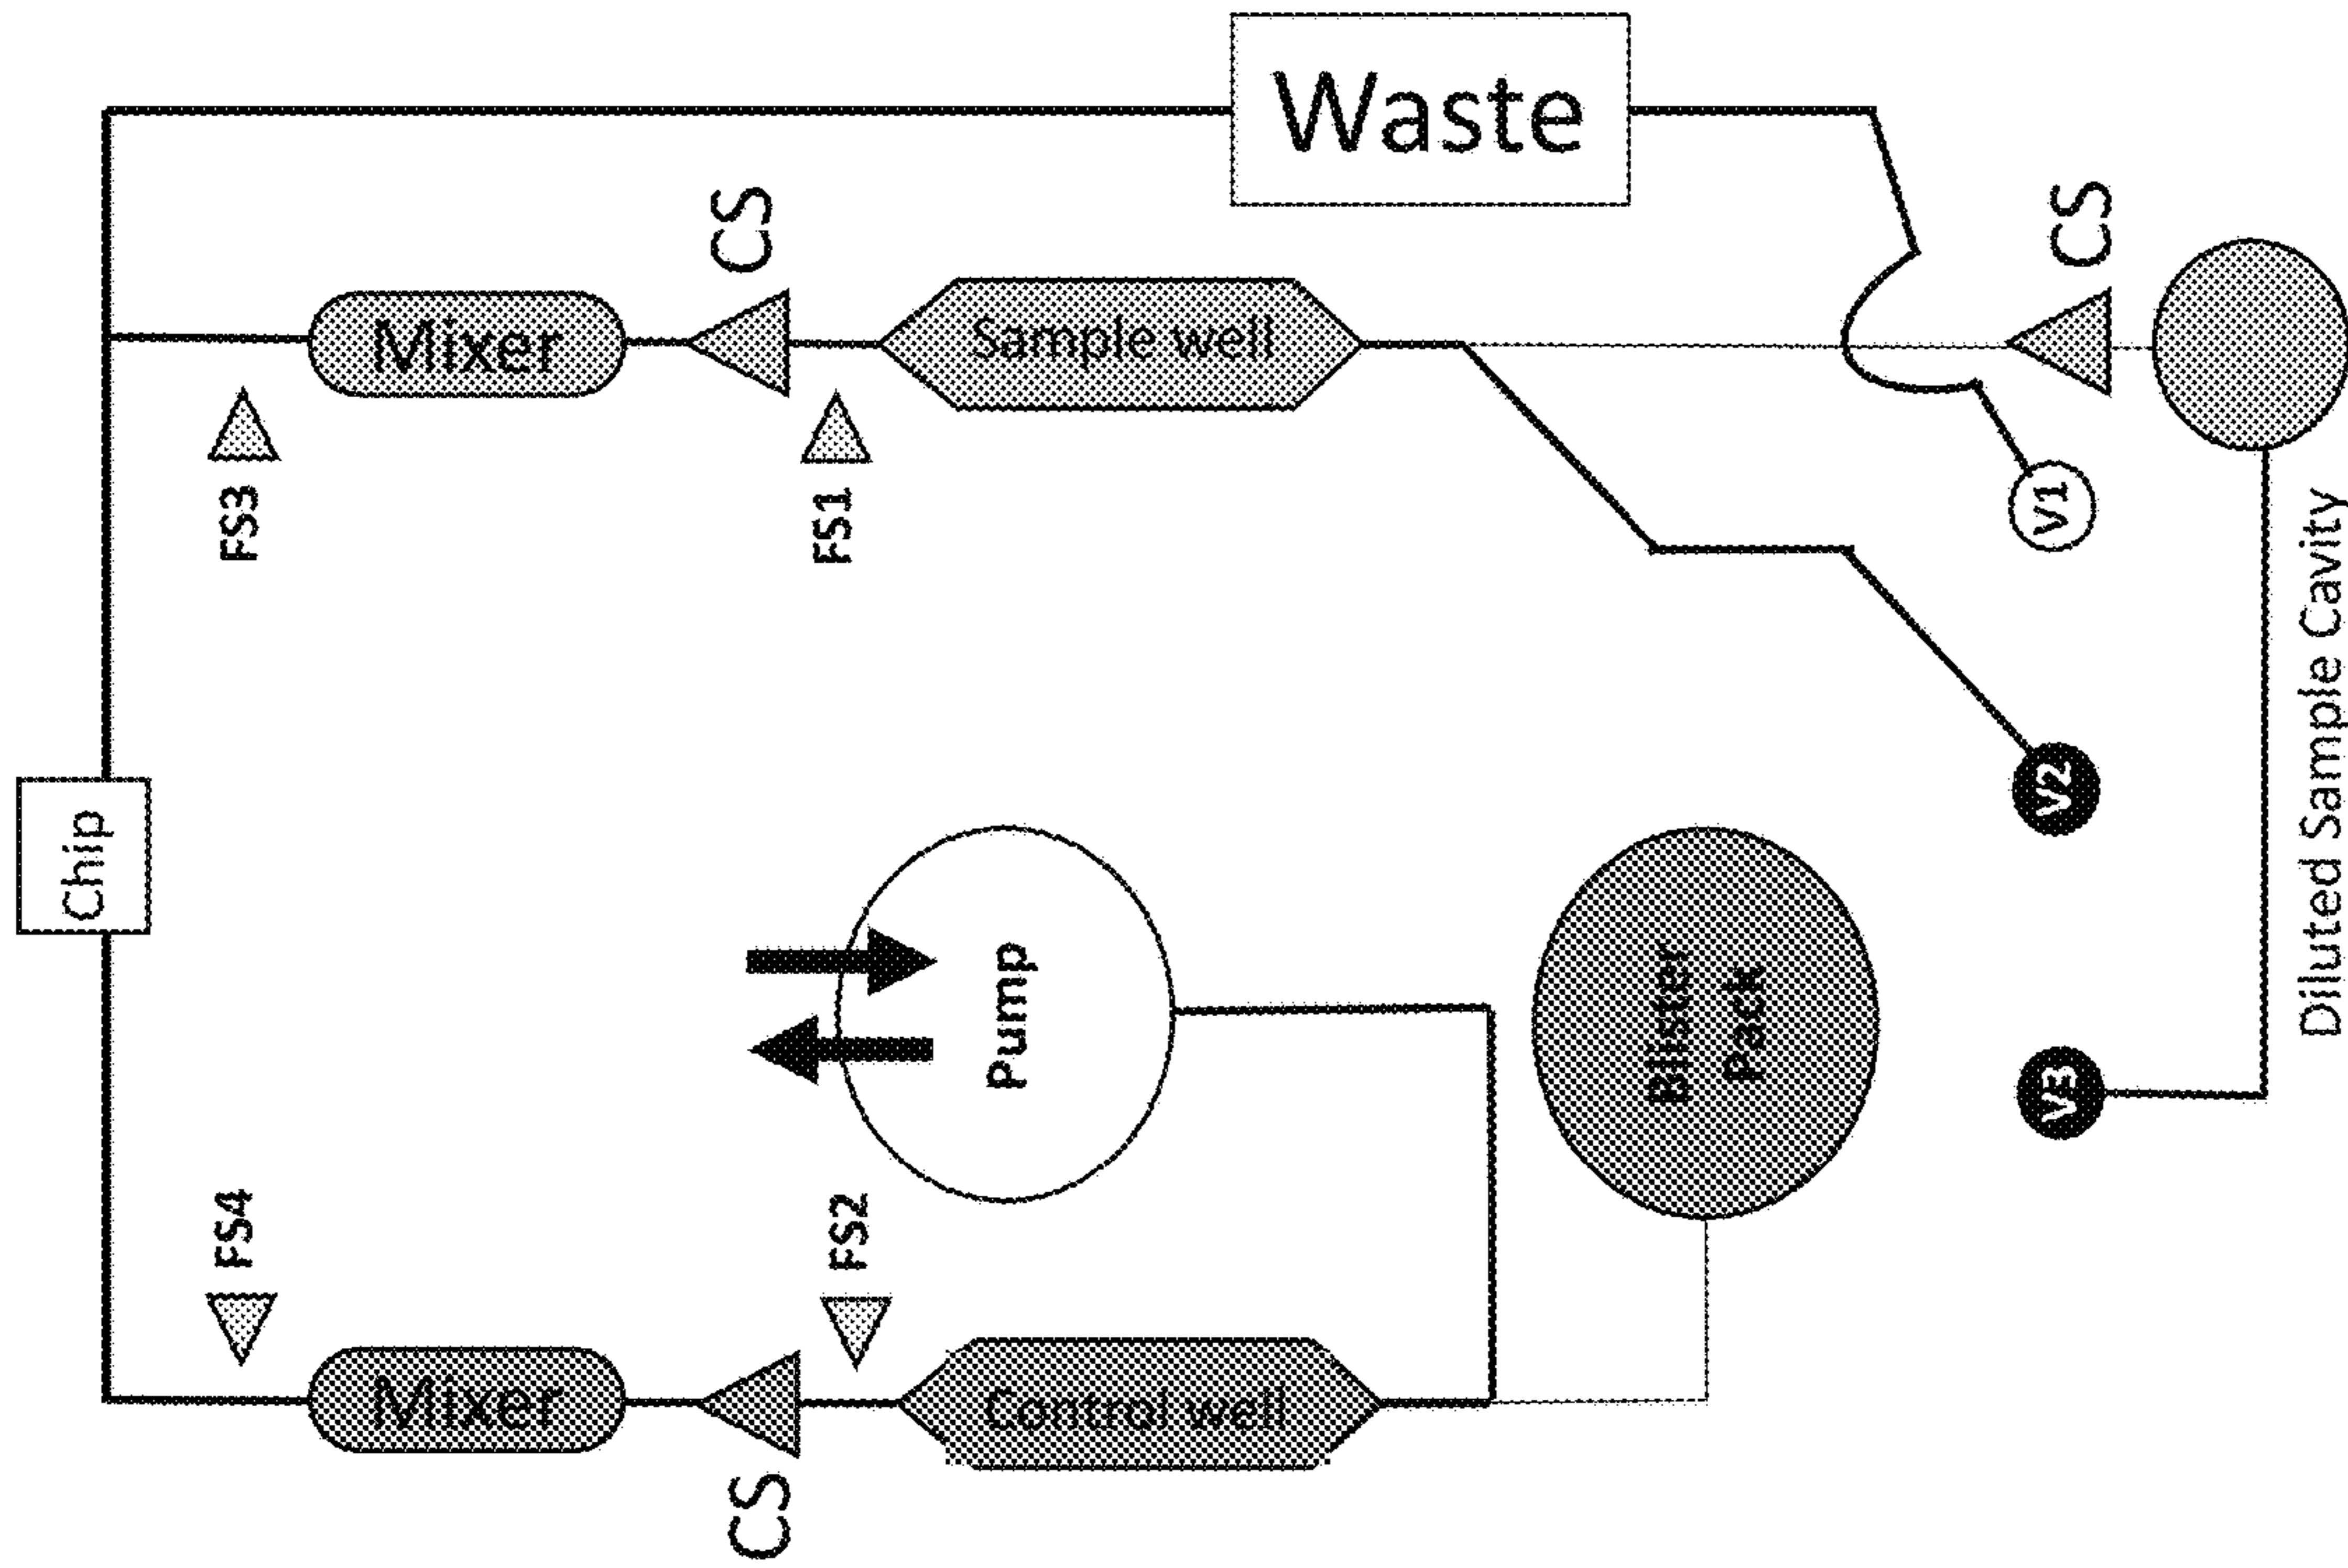 Waste
CS
CS
Mixer
Sample well
FS3
FS1
V1
Chip
V2
Pump
Blister
Pack
V3
Diluted Sample Cavity
FS4
FS2
Mixer
Control well
CS